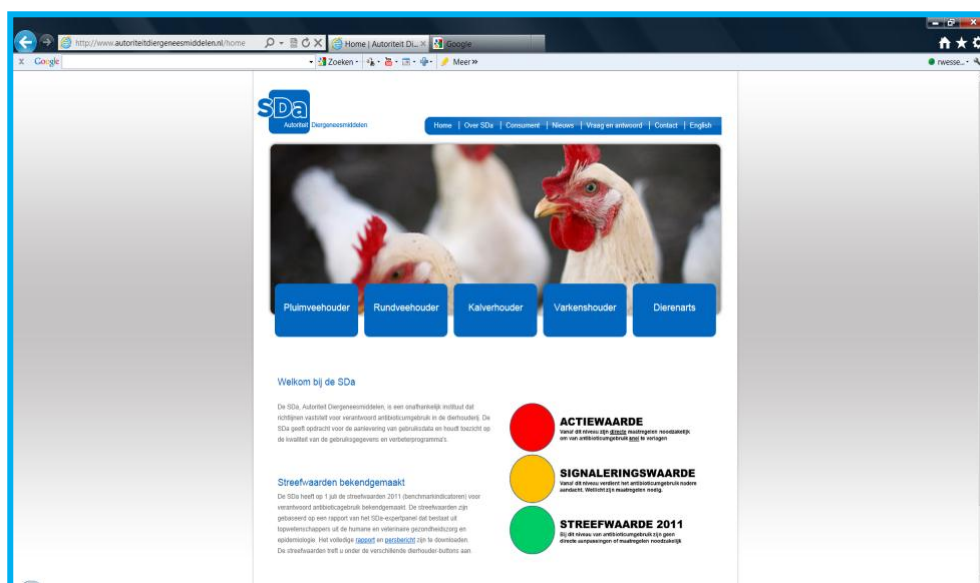 http://www.autoriteitdiergeneesmiddelen.nl/home
Home | Autoriteit Di...
Google
x Google
Zoeken
Meer »
rwesse...
SDa
Autoriteit Diergeneesmiddelen
Home | Over SDa | Consument | Nieuws | Vraag en antwoord | Contact | English
Pluimveehouder
Rundveehouder
Kalverhouder
Varkenshouder
Dierenarts
Welkom bij de SDa
De SDa, Autoriteit Diergeneesmiddelen, is een onafhankelijk instituut dat
richtlijnen vaststelt voor verantwoord antibioticumgebruik in de dierhouderij. De
SDa geeft opdracht voor de aanlevering van gebruiksdata en houdt toezicht op
de kwaliteit van de gebruiksgegevens en verbeterprogramma's.
Streefwaarden bekendgemaakt
De SDa heeft op 1 juli de streefwaarden 2011 (benchmarkindicatoren) voor
verantwoord antibioticagebruik bekendgemaakt. De streefwaarden zijn
gebaseerd op een rapport van het SDa-expertpanel dat bestaat uit
topwetenschappers uit de humane en veterinaire gezondheidszorg en
epidemiologie. Het volledige rapport en persbericht zijn te downloaden.
De streefwaarden treft u onder de verschillende dierhouder-buttons aan
ACTIEWAARDE
Vanaf dit niveau zijn directe maatregelen noodzakelijk
om van antibioticumgebruik snel te verlagen
SIGNALERINGSWAARDE
Vanaf dit niveau verdient het antibioticumgebruik nadere
aandacht. Wellicht zijn maatregelen nodig.
STREEFWAARDE 2011
Bij dit niveau van antibioticumgebruik zijn geen
directe aanpassingen of maatregelen noodzakelijk